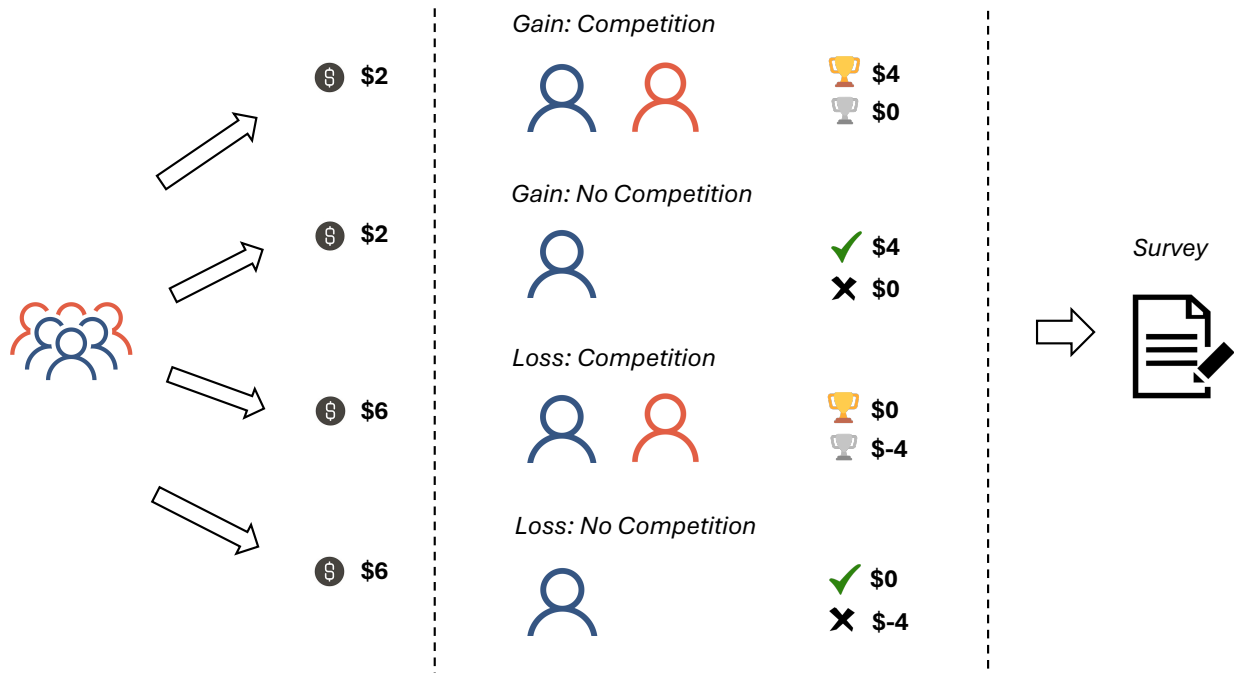 Gain: Competition
$2
$4
$0
Gain: No Competition
$2
$4
$0
Survey
Loss: Competition
$6
$0
$-4
Loss: No Competition
$6
$0
$-4